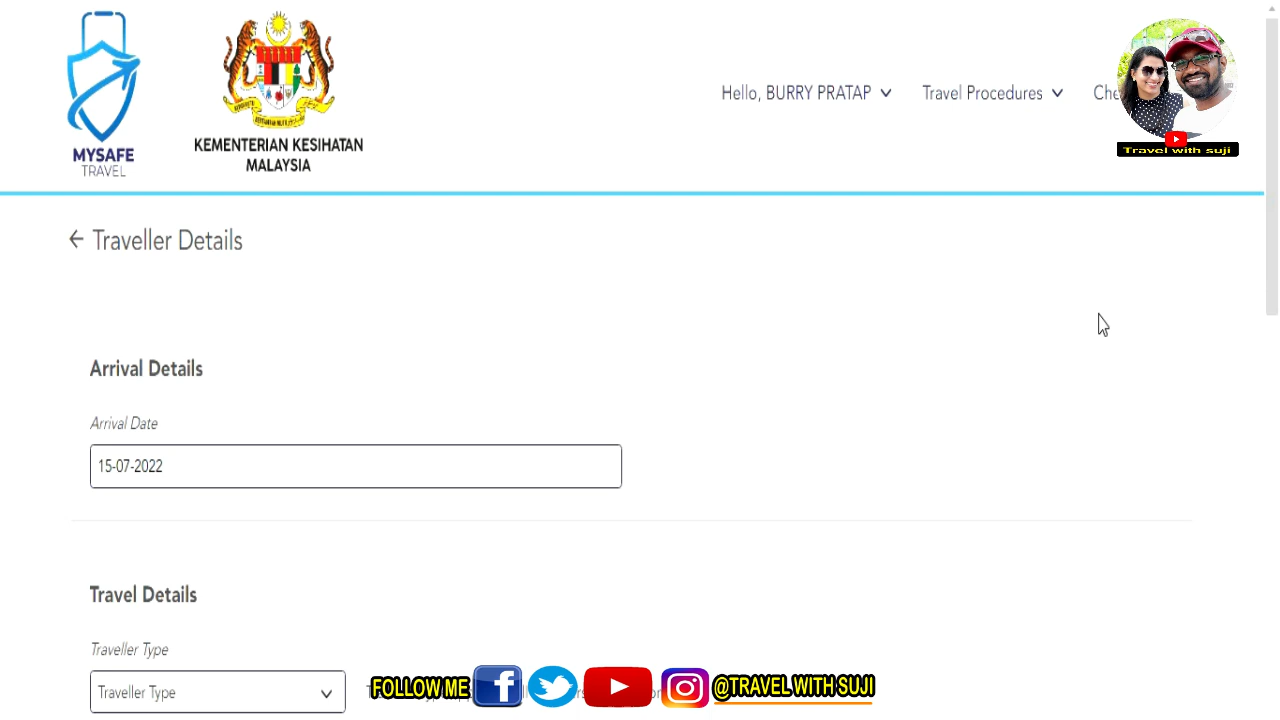 MYSAFE
TRAVEL
KEMENTERIAN KESIHATAN
MALAYSIA
Hello, BURRY PRATAP
Travel Procedures
Travel with suji
Traveller Details
Arrival Details
Arrival Date
15-07-2022
Travel Details
Traveller Type
Traveller Type
FOLLOW ME
@TRAVEL WITH SUJI